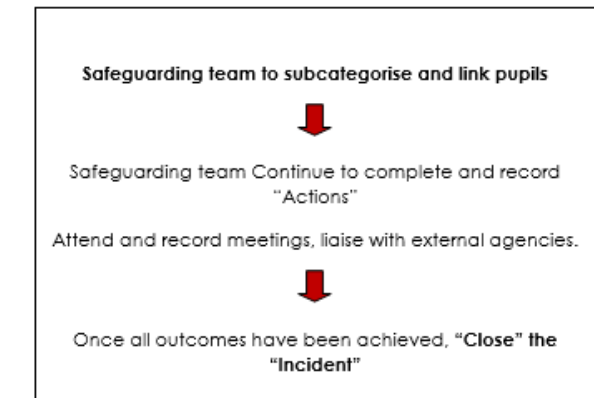 Safeguarding team to subcategorise and link pupils
Safeguarding team Continue to complete and record
“Actions”
Attend and record meetings, liaise with external agencies.
Once all outcomes have been achieved, “Close” the
“Incident”